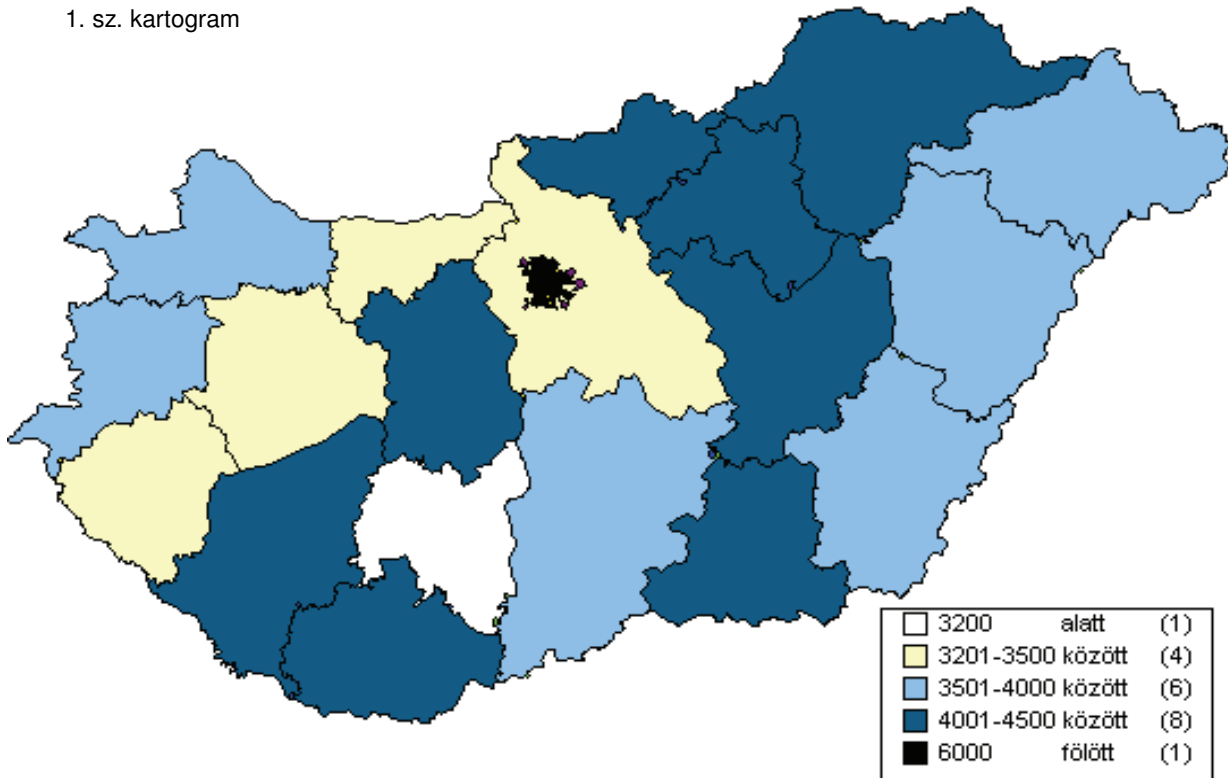 1. sz. kartogram
3200 alatt (1)
3201-3500 között (4)
3501-4000 között (6)
4001-4500 között (8)
6000 fölött (1)